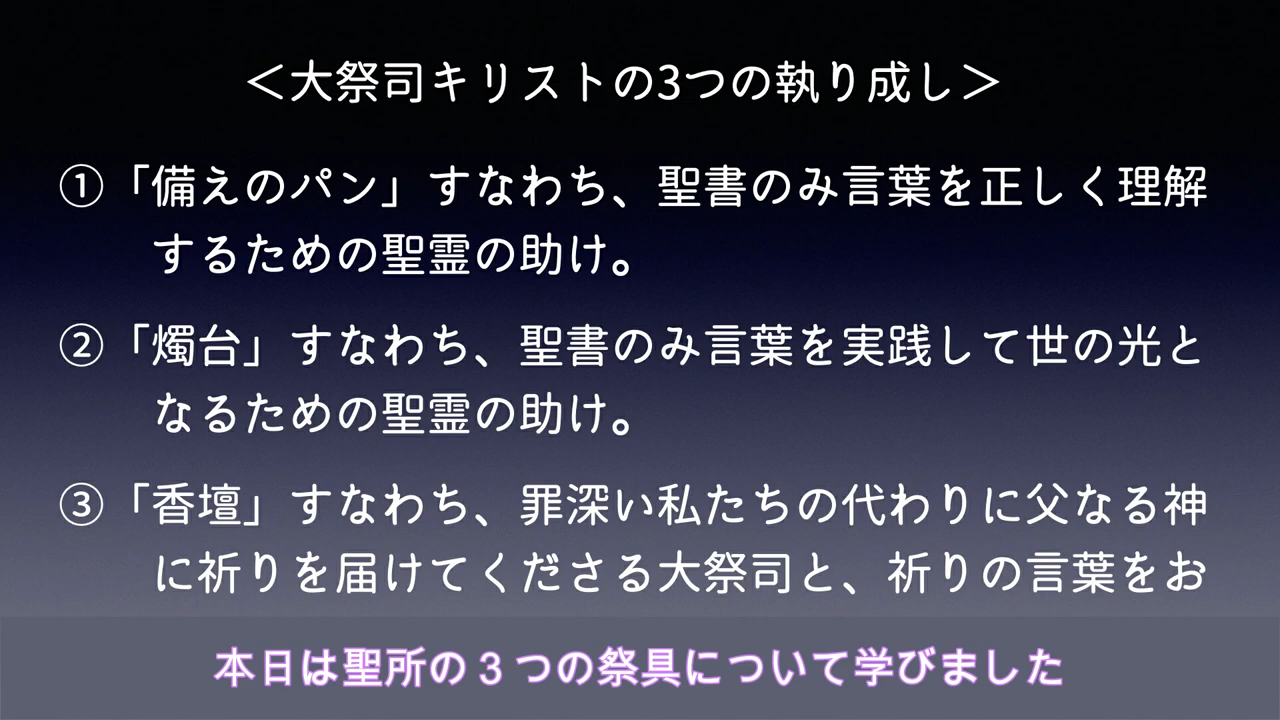 ＜大祭司キリストの3つの執り成し＞
①「備えのパン」すなわち、聖書のみ言葉を正しく理解
するための聖霊の助け。
②「燭台」すなわち、聖書のみ言葉を実践して世の光と
なるための聖霊の助け。
③「香壇」すなわち、罪深い私たちの代わりに父なる神
に祈りを届けてくださる大祭司と、祈りの言葉をお
本日は聖所の３つの祭具について学びました